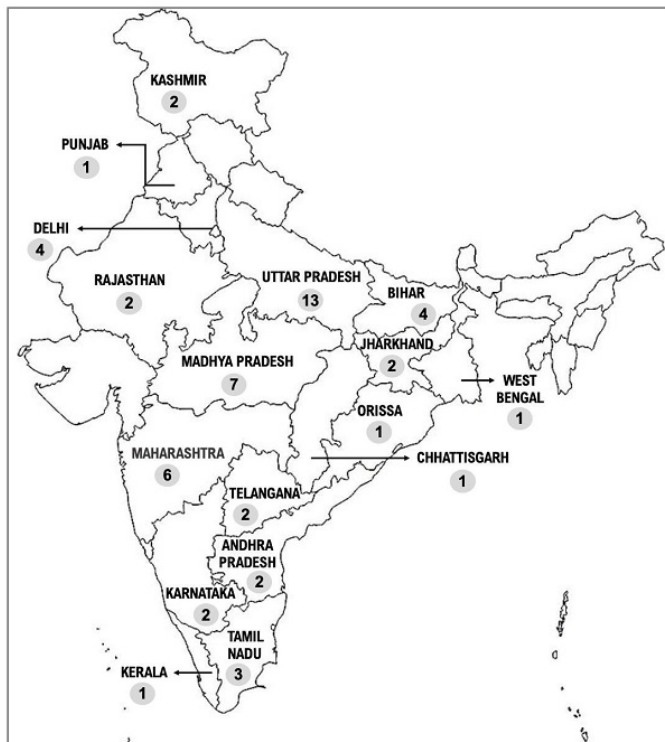 KASHMIR
2
PUNJAB
1
DELHI
4
RAJASTHAN
2
UTTAR PRADESH
13
BIHAR
4
JHARKHAND
2
MADHYA PRADESH
7
WEST
BENGAL
1
ORISSA
1
MAHARASHTRA
6
CHHATTISGARH
1
TELANGANA
2
ANDHRA
PRADESH
2
KARNATAKA
2
TAMIL
NADU
3
KERALA
1